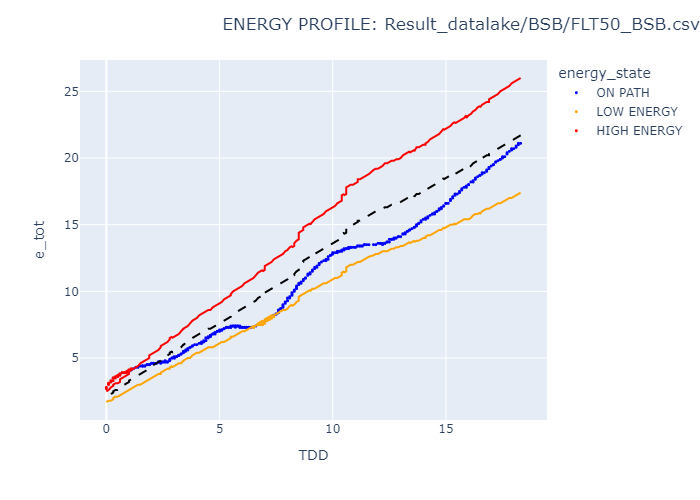 ENERGY PROFILE: Result_datalake/BSB/FLT50_BSB.csv
energy_state
ON PATH
LOW ENERGY
HIGH ENERGY
e_tot
25
20
15
10
5
0
5
10
15
TDD